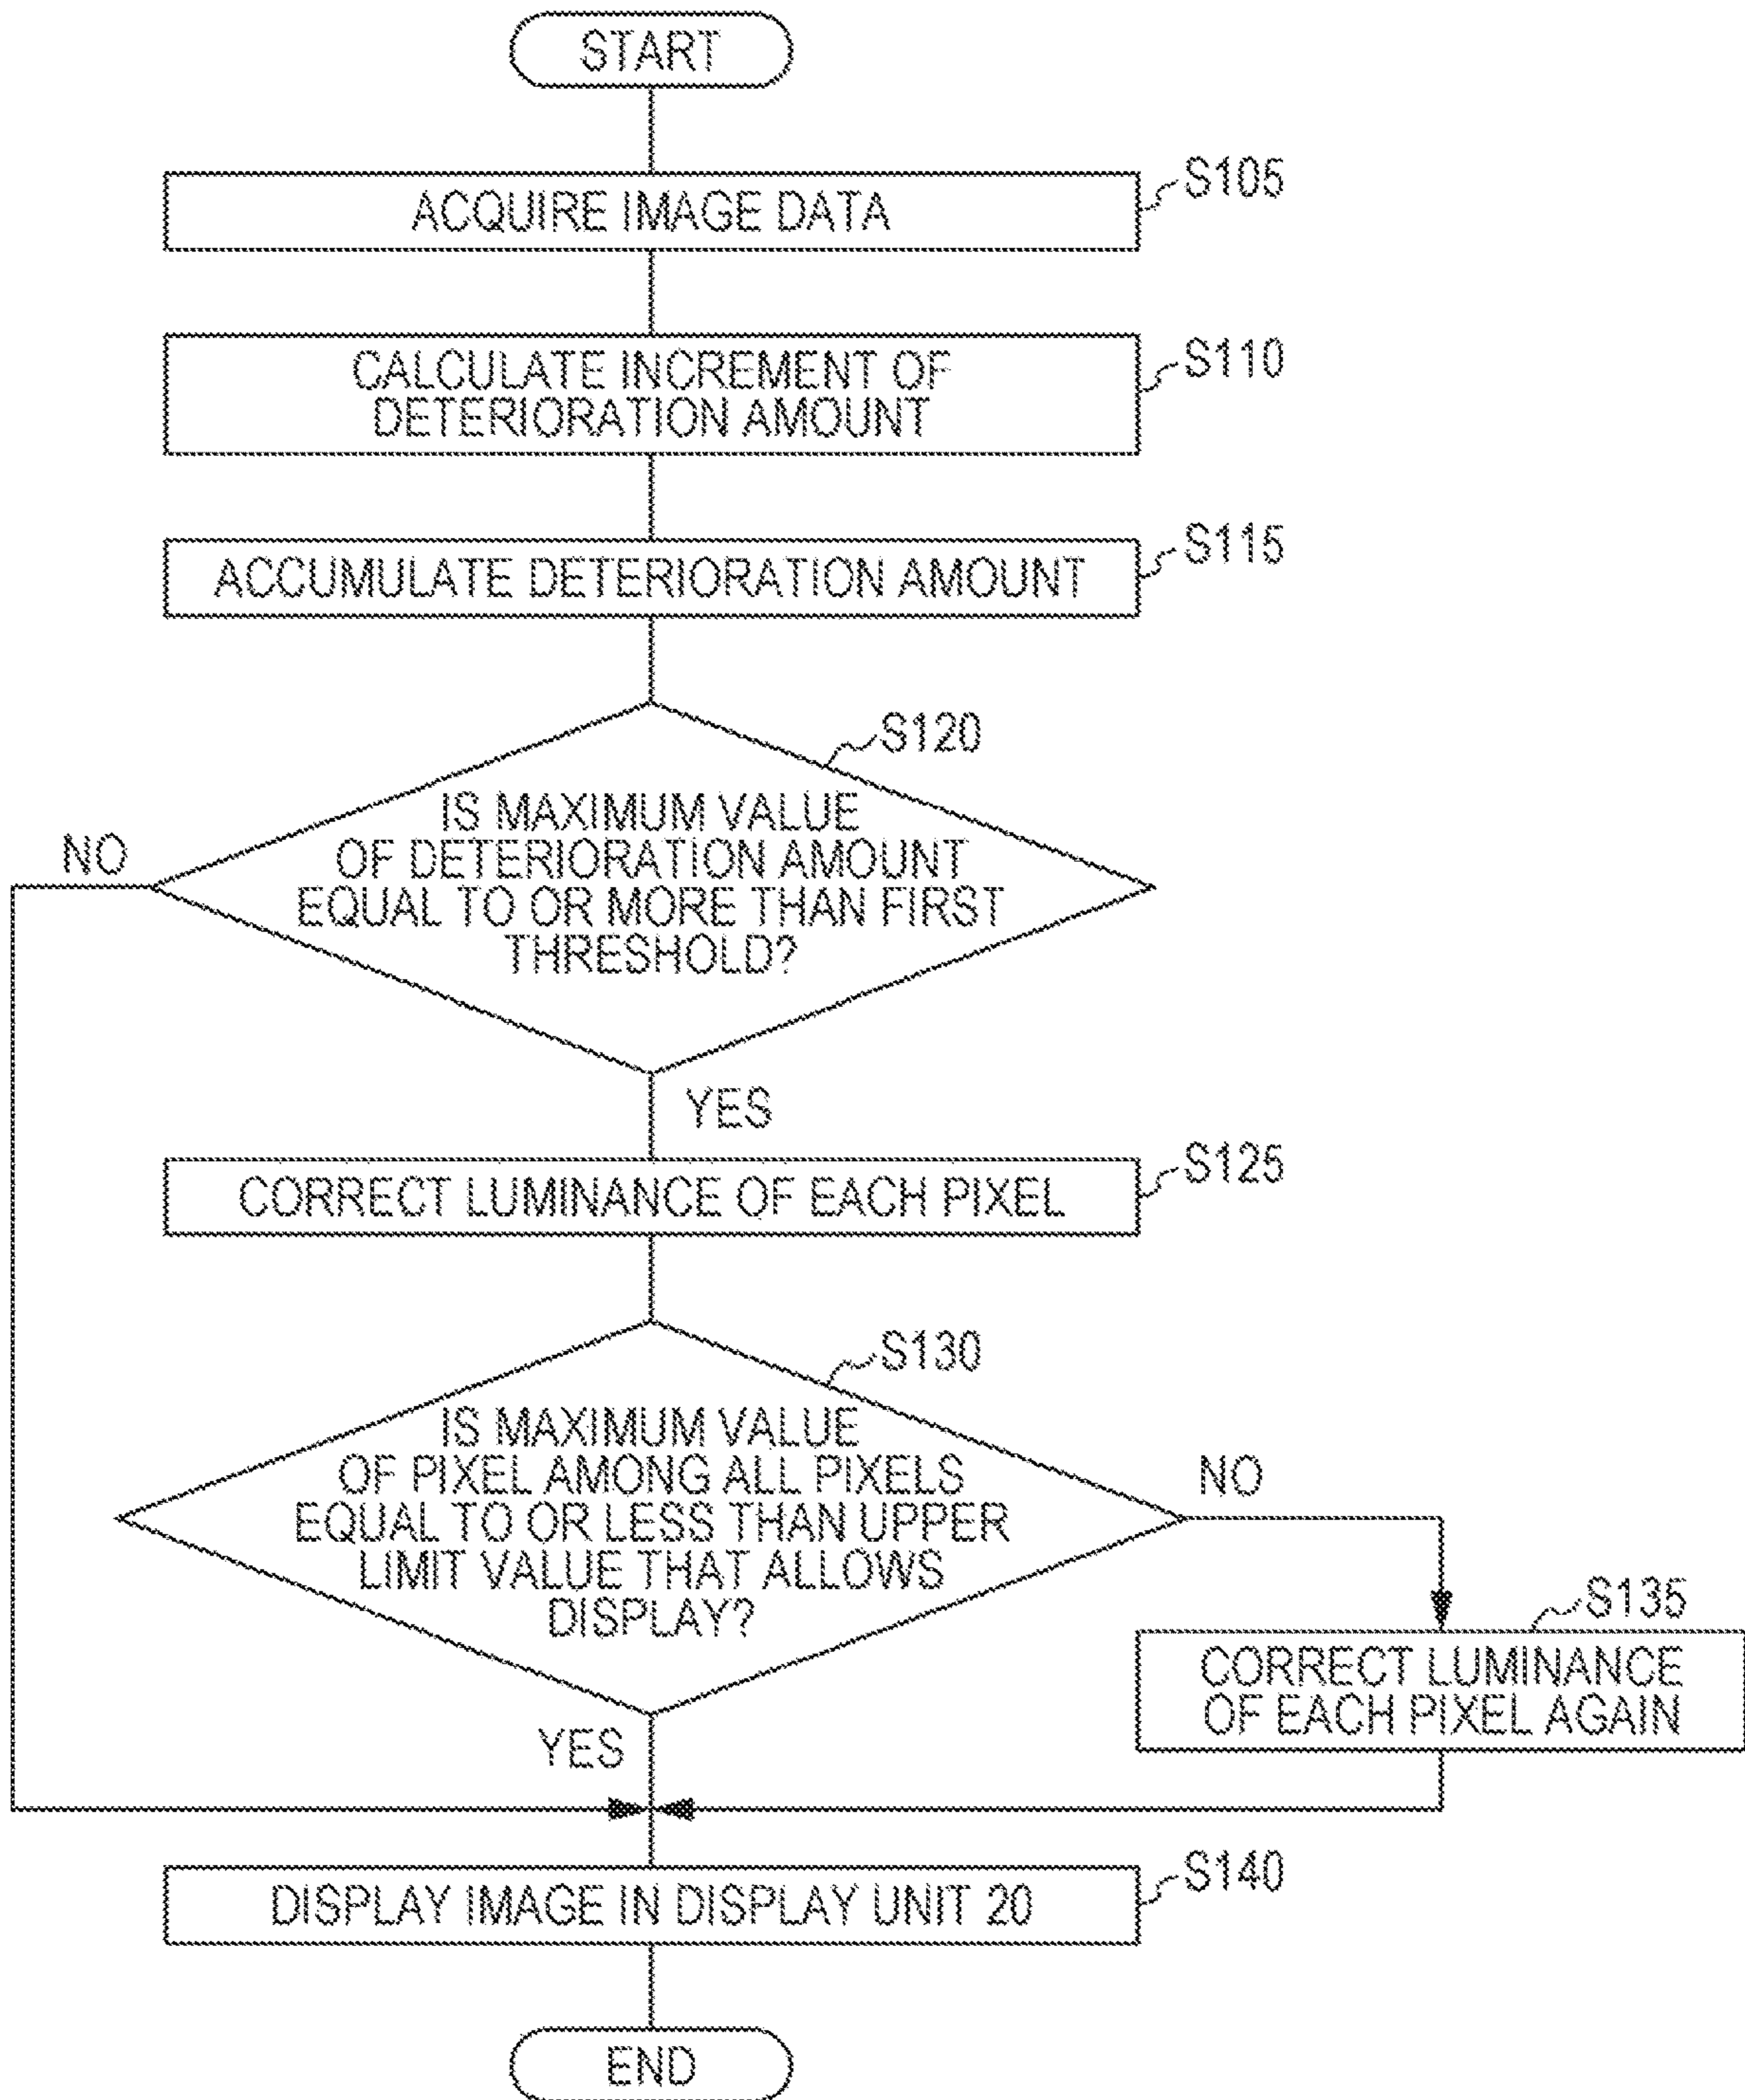 START
ACQUIRE IMAGE DATA
S105
CALCULATE INCREMENT OF
DETERIORATION AMOUNT
S110
ACCUMULATE DETERIORATION AMOUNT
S115
S120
IS MAXIMUM VALUE
OF DETERIORATION AMOUNT
EQUAL TO OR MORE THAN FIRST
THRESHOLD?
NO
YES
CORRECT LUMINANCE OF EACH PIXEL
S125
S130
IS MAXIMUM VALUE
OF PIXEL AMONG ALL PIXELS
EQUAL TO OR LESS THAN UPPER
LIMIT VALUE THAT ALLOWS
DISPLAY?
NO
S135
CORRECT LUMINANCE
OF EACH PIXEL AGAIN
YES
DISPLAY IMAGE IN DISPLAY UNIT 20
S140
END